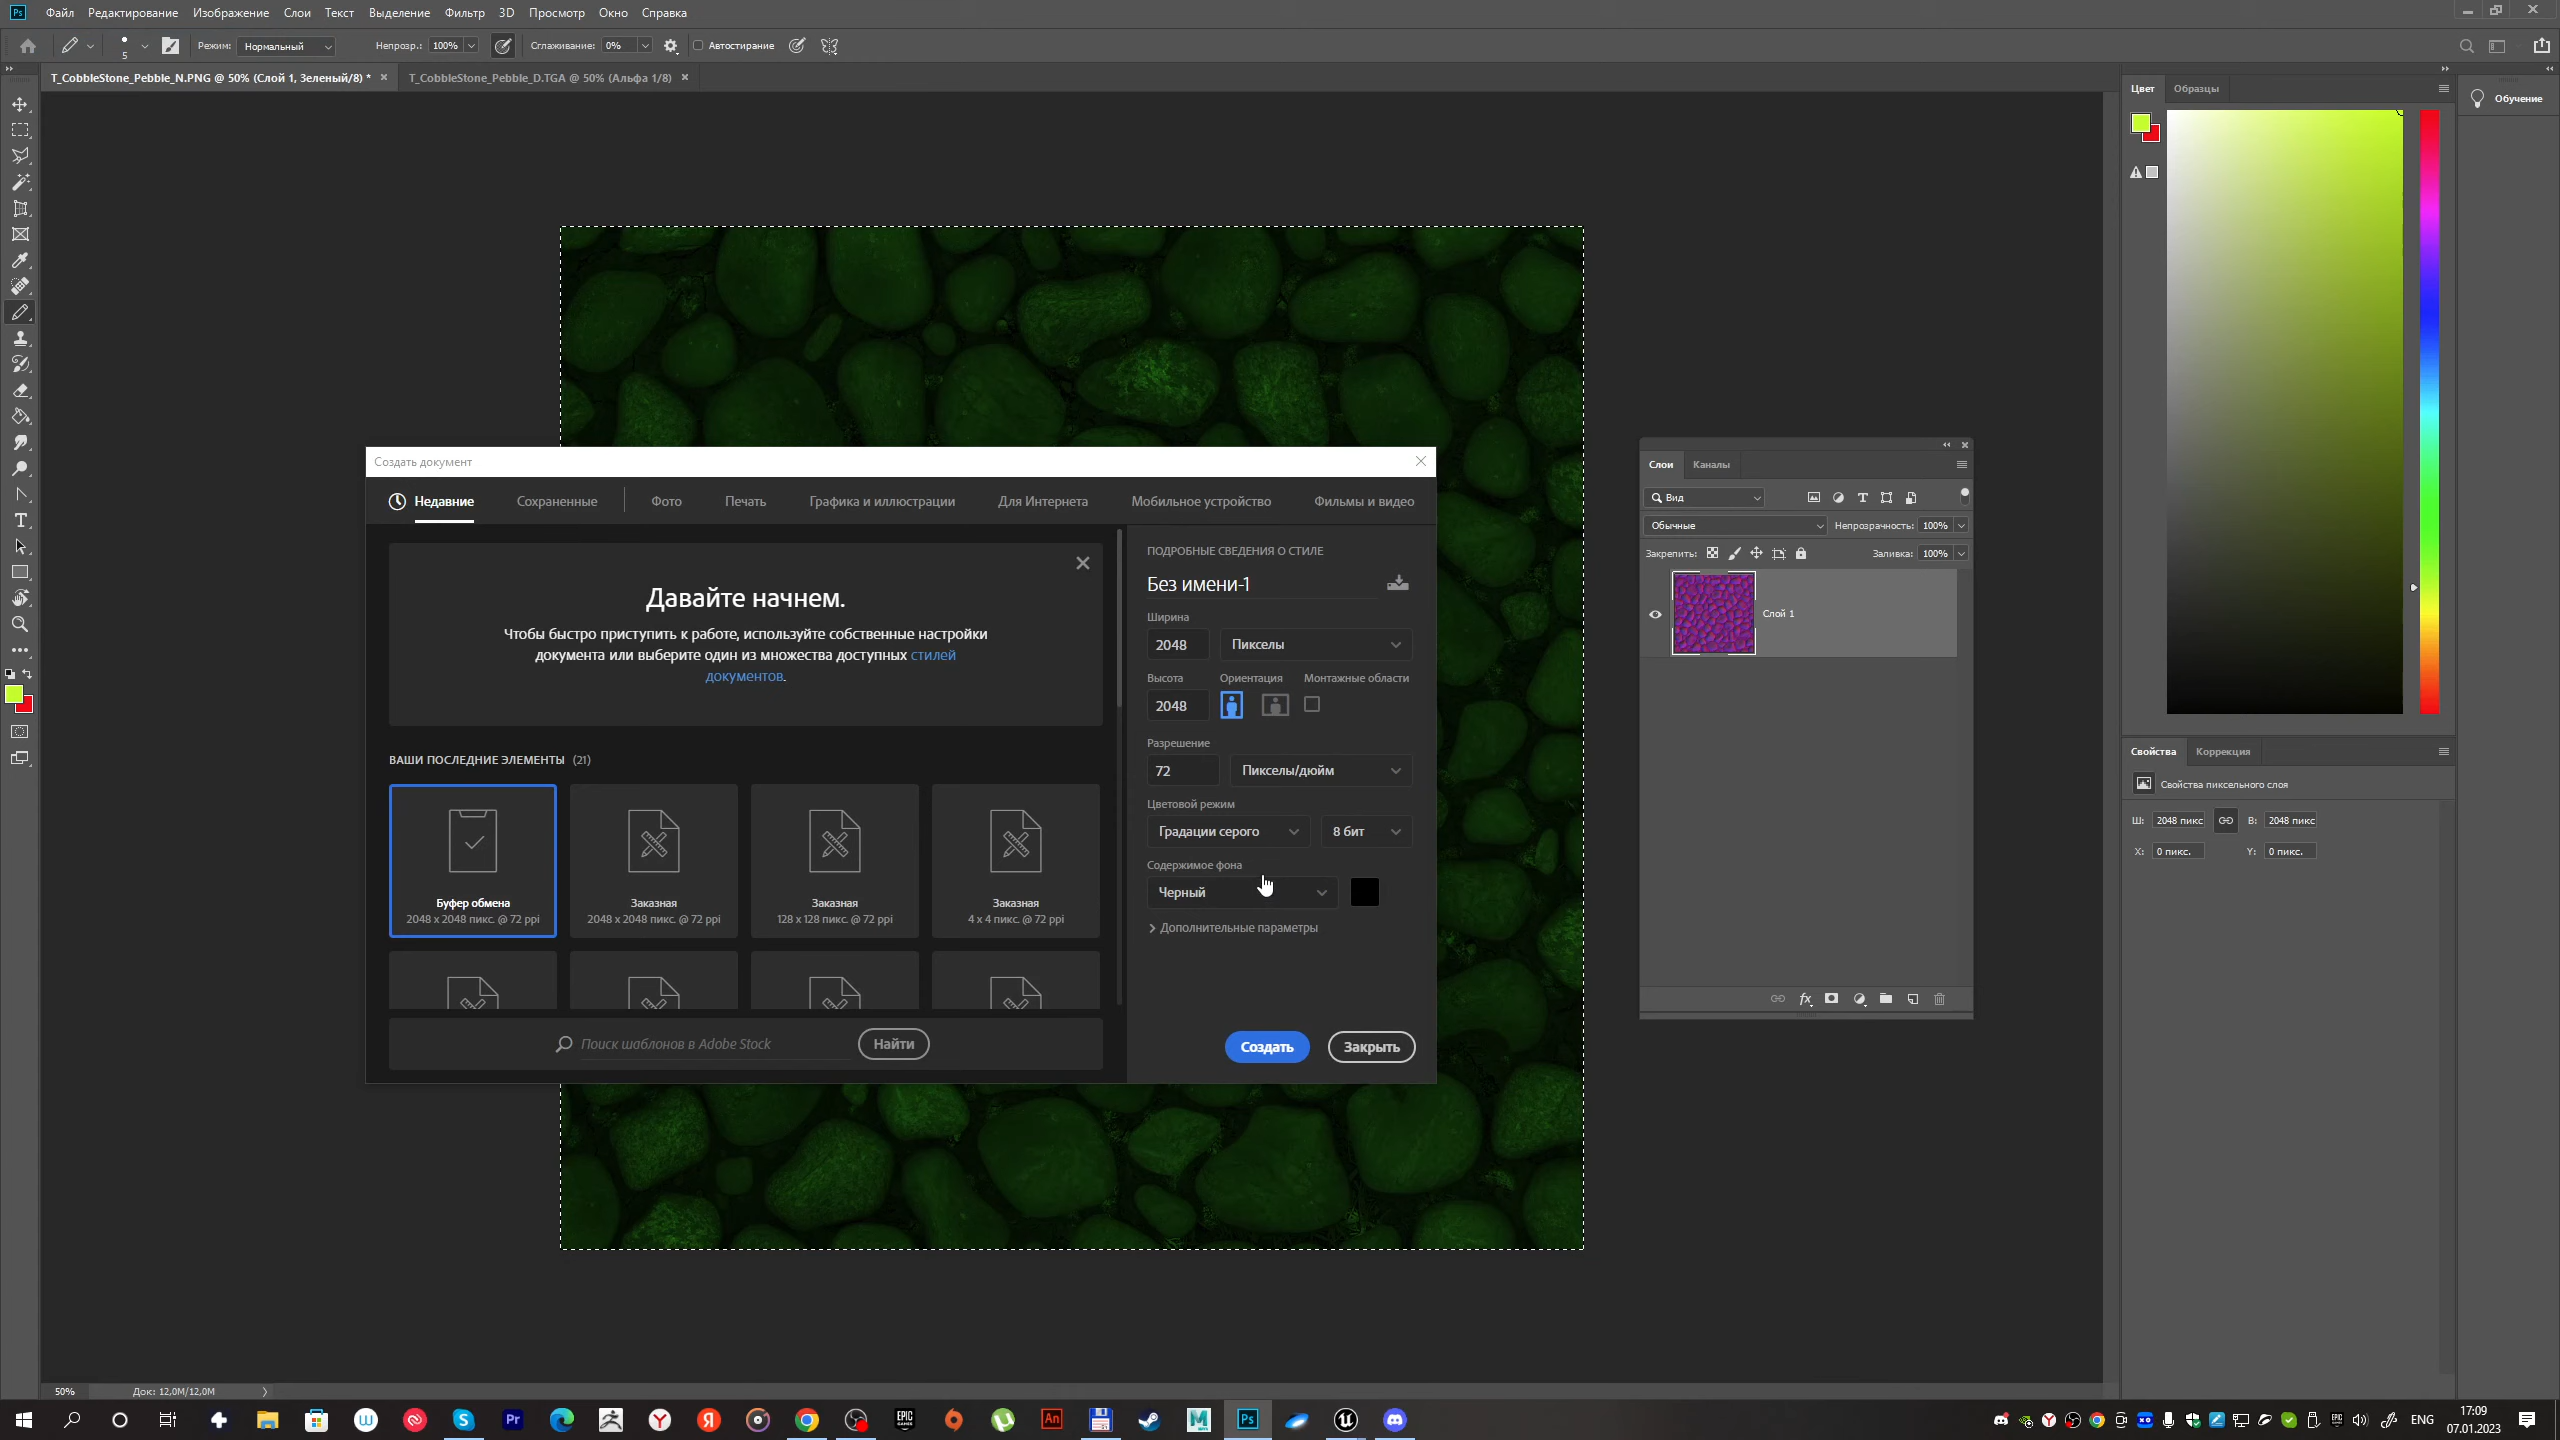 Ps Файл Редактирование Изображение Слои Текст Выделение Фильтр 3D Просмотр Окно Справка
5 Режим: Нормальный Непрозр.: 100% Сглаживание: 0% Автостирание
T_CobbleStone_Pebble_N.PNG @ 50% (Слой 1, Зеленый/8) * T_CobbleStone_Pebble_D.TGA @ 50% (Альфа 1/8)
Цвет Образцы
Обучение
Создать документ
Недавние Сохраненные Фото Печать Графика и иллюстрации Для Интернета Мобильное устройство Фильмы и видео
Давайте начнем.
Чтобы быстро приступить к работе, используйте собственные настройки
документа или выберите один из множества доступных стилей
документов.
ВАШИ ПОСЛЕДНИЕ ЭЛЕМЕНТЫ (21)
Буфер обмена
2048 x 2048 пикс. @ 72 ppi
Заказная
2048 x 2048 пикс. @ 72 ppi
Заказная
128 x 128 пикс. @ 72 ppi
Заказная
4 x 4 пикс. @ 72 ppi
Поиск шаблонов в Adobe Stock Найти
ПОДРОБНЫЕ СВЕДЕНИЯ О СТИЛЕ
Без имени-1
Ширина
2048 Пикселы
Высота Ориентация Монтажные области
2048
Разрешение
72 Пикселы/дюйм
Цветовой режим
Градации серого 8 бит
Содержимое фона
Черный
Дополнительные параметры
Создать Закрыть
Слои Каналы
Вид
Обычные Непрозрачность: 100%
Закрепить: Заливка: 100%
Слой 1
fx
Свойства Коррекция
Свойства пиксельного слоя
Ш: 2048 пикс В: 2048 пикс
X: 0 пикс. Y: 0 пикс.
50% Док: 12,0M/12,0M
Pr An Ps
EPIC GAMES
ENG
17:09
07.01.2023